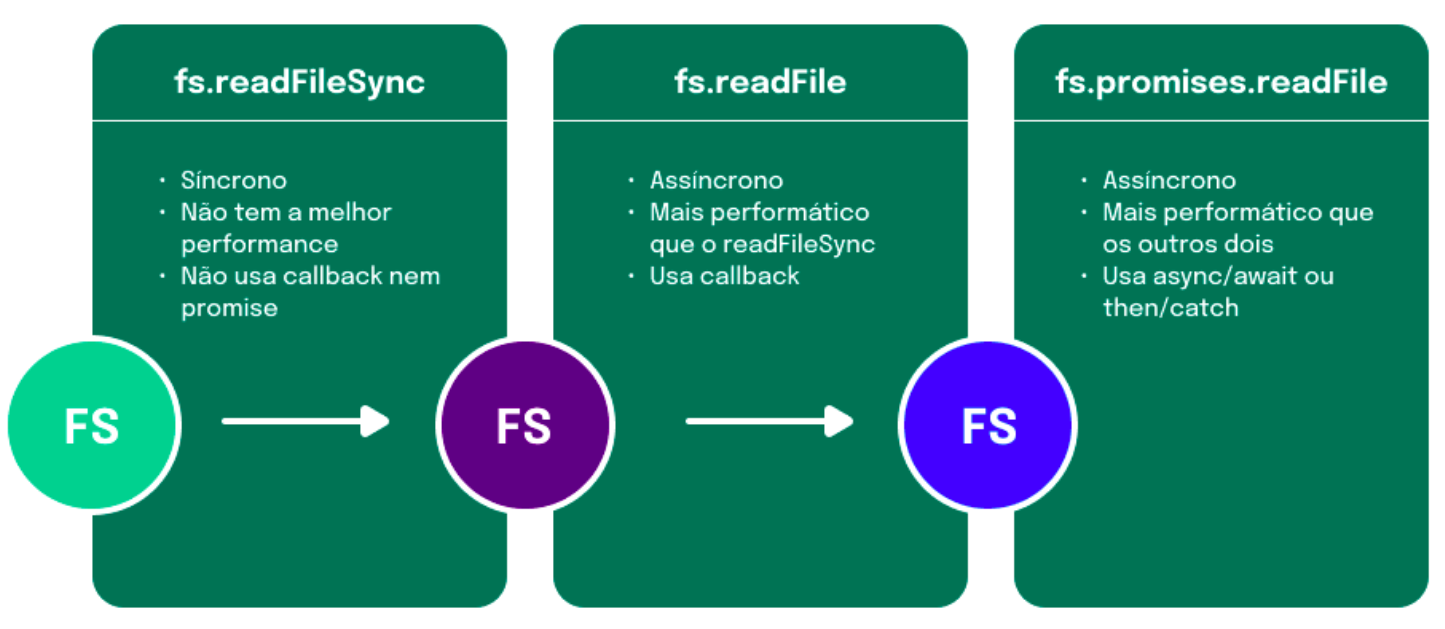 fs.readFileSync
• Síncrono
• Não tem a melhor
performance
• Não usa callback nem
promise
FS
fs.readFile
• Assíncrono
• Mais performático
que o readFileSync
• Usa callback
FS
fs.promises.readFile
• Assíncrono
• Mais performático que
os outros dois
• Usa async/await ou
then/catch
FS